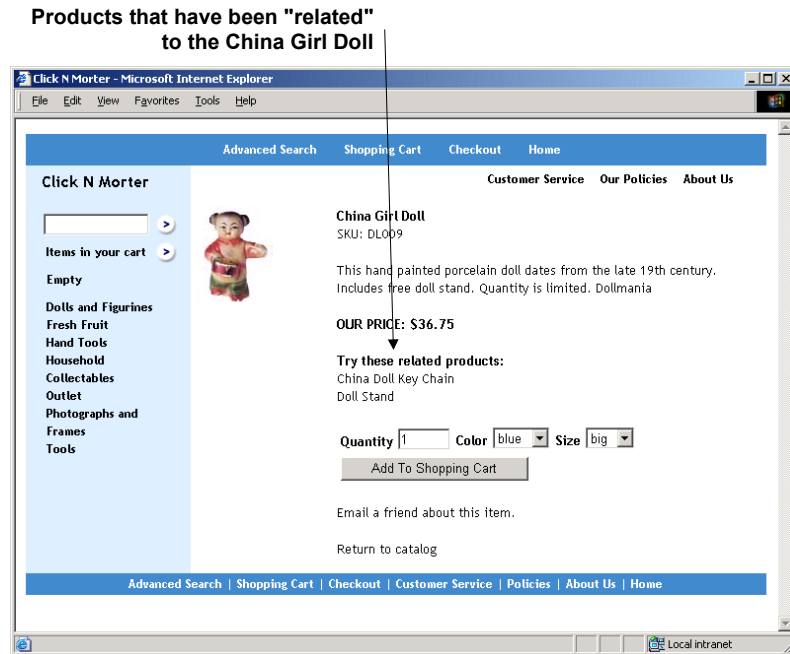 Products that have been "related"
to the China Girl Doll
Click N Morter - Microsoft Internet Explorer
File Edit View Favorites Tools Help
Advanced Search Shopping Cart Checkout Home
Click N Morter
Customer Service Our Policies About Us
Items in your cart
Empty
Dolls and Figurines
Fresh Fruit
Hand Tools
Household
Collectables
Outlet
Photographs and
Frames
Tools
China Girl Doll
SKU: DL009
This hand painted porcelain doll dates from the late 19th century.
Includes free doll stand. Quantity is limited. Dollmania
OUR PRICE: $36.75
Try these related products:
China Doll Key Chain
Doll Stand
Quantity 1 Color blue Size big
Add To Shopping Cart
Email a friend about this item.
Return to catalog
Advanced Search | Shopping Cart | Checkout | Customer Service | Policies | About Us | Home
Local intranet